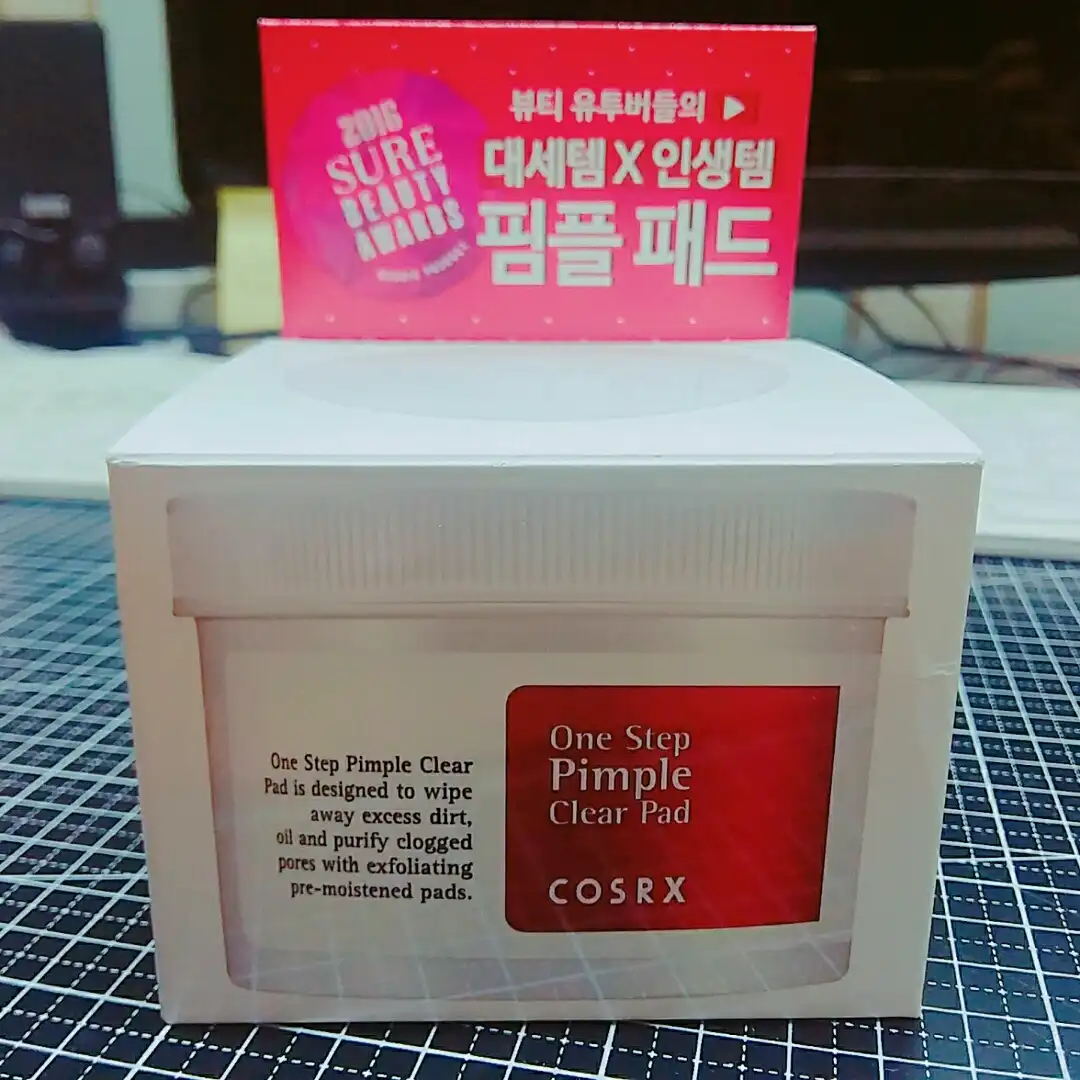 2016
SURE
BEAUTY
AWARDS
뷰티 유투버들의
대세템 X 인생템
핌플 패드
One Step Pimple Clear
Pad is designed to wipe
away excess dirt,
oil and purify clogged
pores with exfoliating
pre-moistened pads.
One Step
Pimple
Clear Pad
COSRX